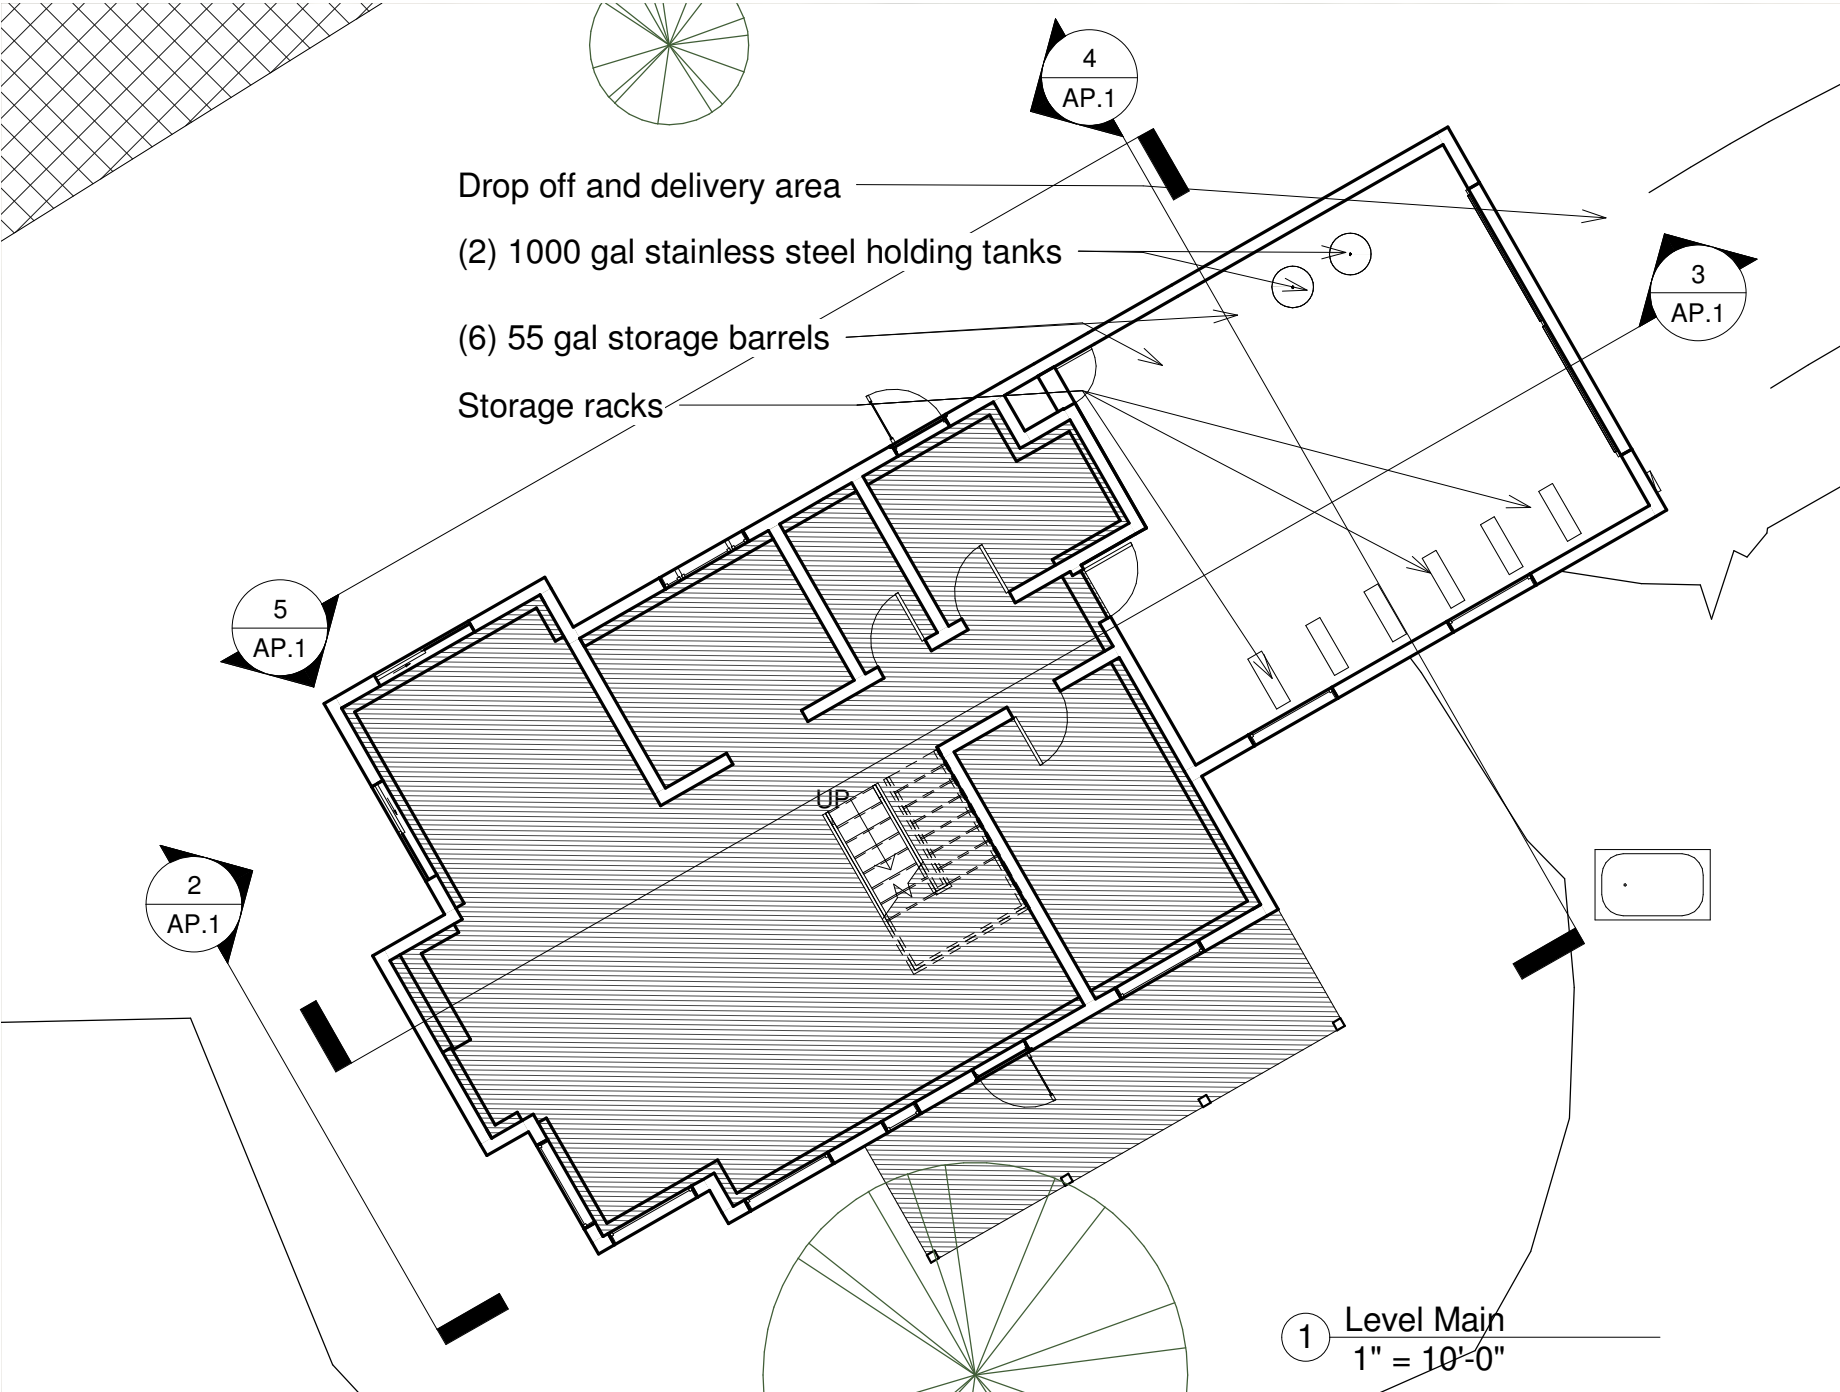 4
AP.1
Drop off and delivery area
(2) 1000 gal stainless steel holding tanks
3
AP.1
(6) 55 gal storage barrels
Storage racks
5
AP.1
UP
2
AP.1
1
Level Main
1" = 10'-0"